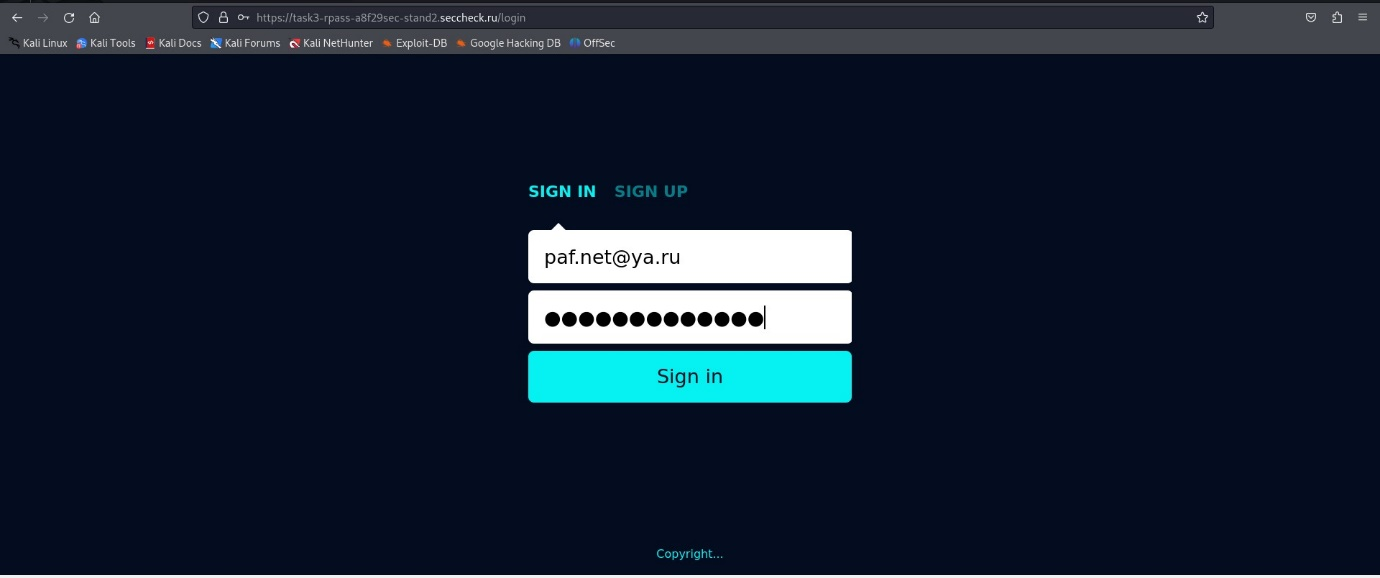 https://task3-rpass-a8f29sec-stand2.seccheck.ru/login
Kali Linux Kali Tools Kali Docs Kali Forums Kali NetHunter Exploit-DB Google Hacking DB OffSec
SIGN IN SIGN UP
paf.net@ya.ru
●●●●●●●●●●●●●
Sign in
Copyright...